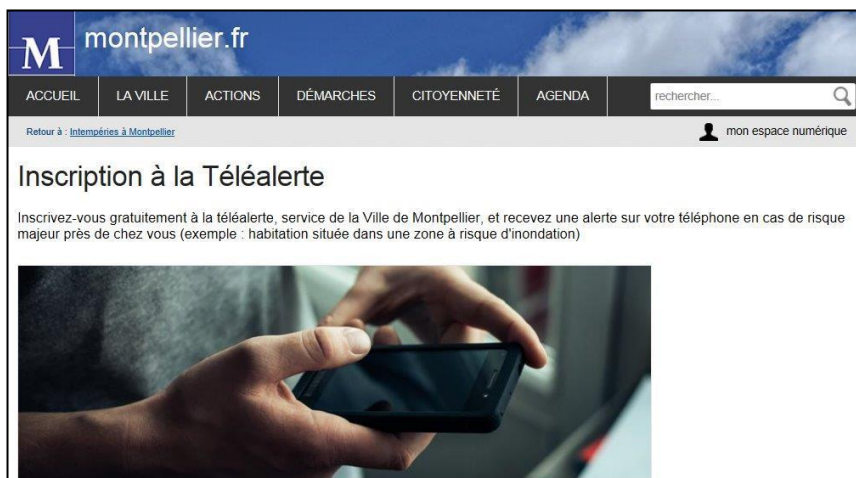 M montpellier.fr
ACCUEIL LA VILLE ACTIONS DÉMARCHES CITOYENNETÉ AGENDA rechercher...
Retour à : Intempéries à Montpellier mon espace numérique
Inscription à la Téléalerte
Inscrivez-vous gratuitement à la téléalerte, service de la Ville de Montpellier, et recevez une alerte sur votre téléphone en cas de risque
majeur près de chez vous (exemple : habitation située dans une zone à risque d'inondation)